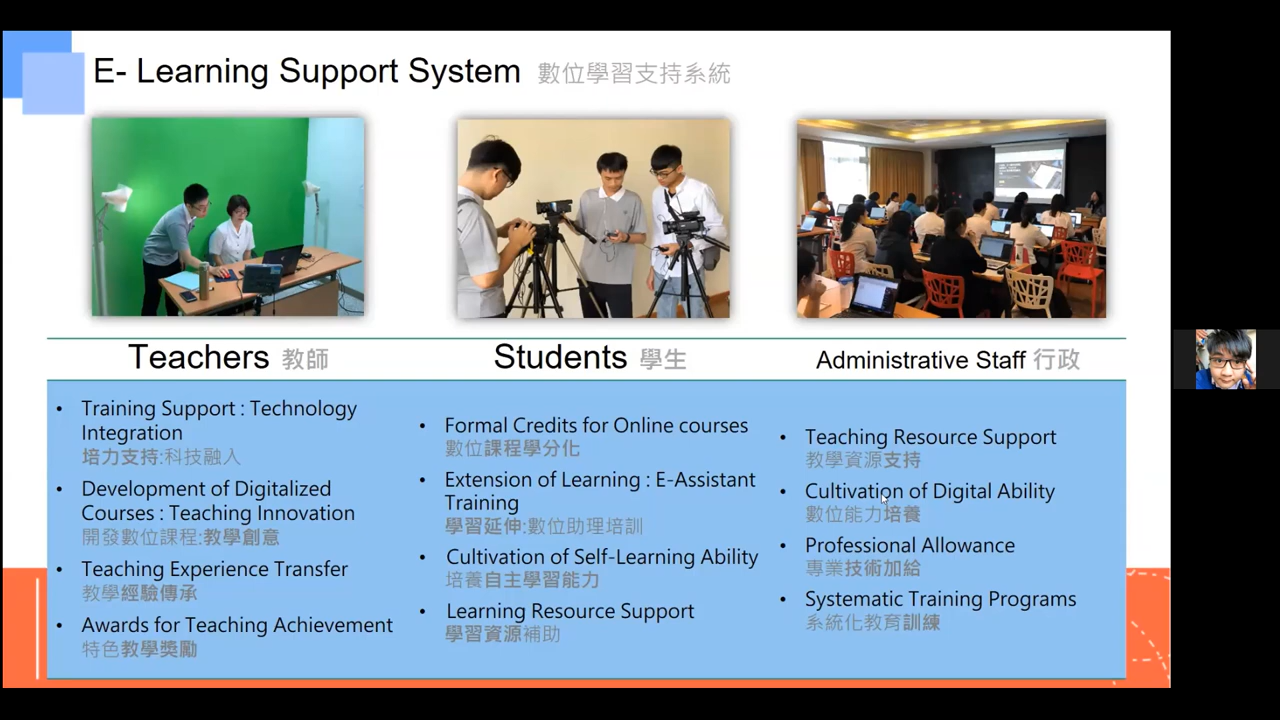 E- Learning Support System 數位學習支持系統
Teachers 教師
Students 學生
Administrative Staff 行政
• Training Support : Technology
Integration
培力支持:科技融入
• Development of Digitalized
Courses : Teaching Innovation
開發數位課程:教學創意
• Teaching Experience Transfer
教學經驗傳承
• Awards for Teaching Achievement
特色教學獎勵
• Formal Credits for Online courses
數位課程學分化
• Extension of Learning : E-Assistant
Training
學習延伸:數位助理培訓
• Cultivation of Self-Learning Ability
培養自主學習能力
• Learning Resource Support
學習資源補助
• Teaching Resource Support
教學資源支持
• Cultivation of Digital Ability
數位能力培養
• Professional Allowance
專業技術加給
• Systematic Training Programs
系統化教育訓練